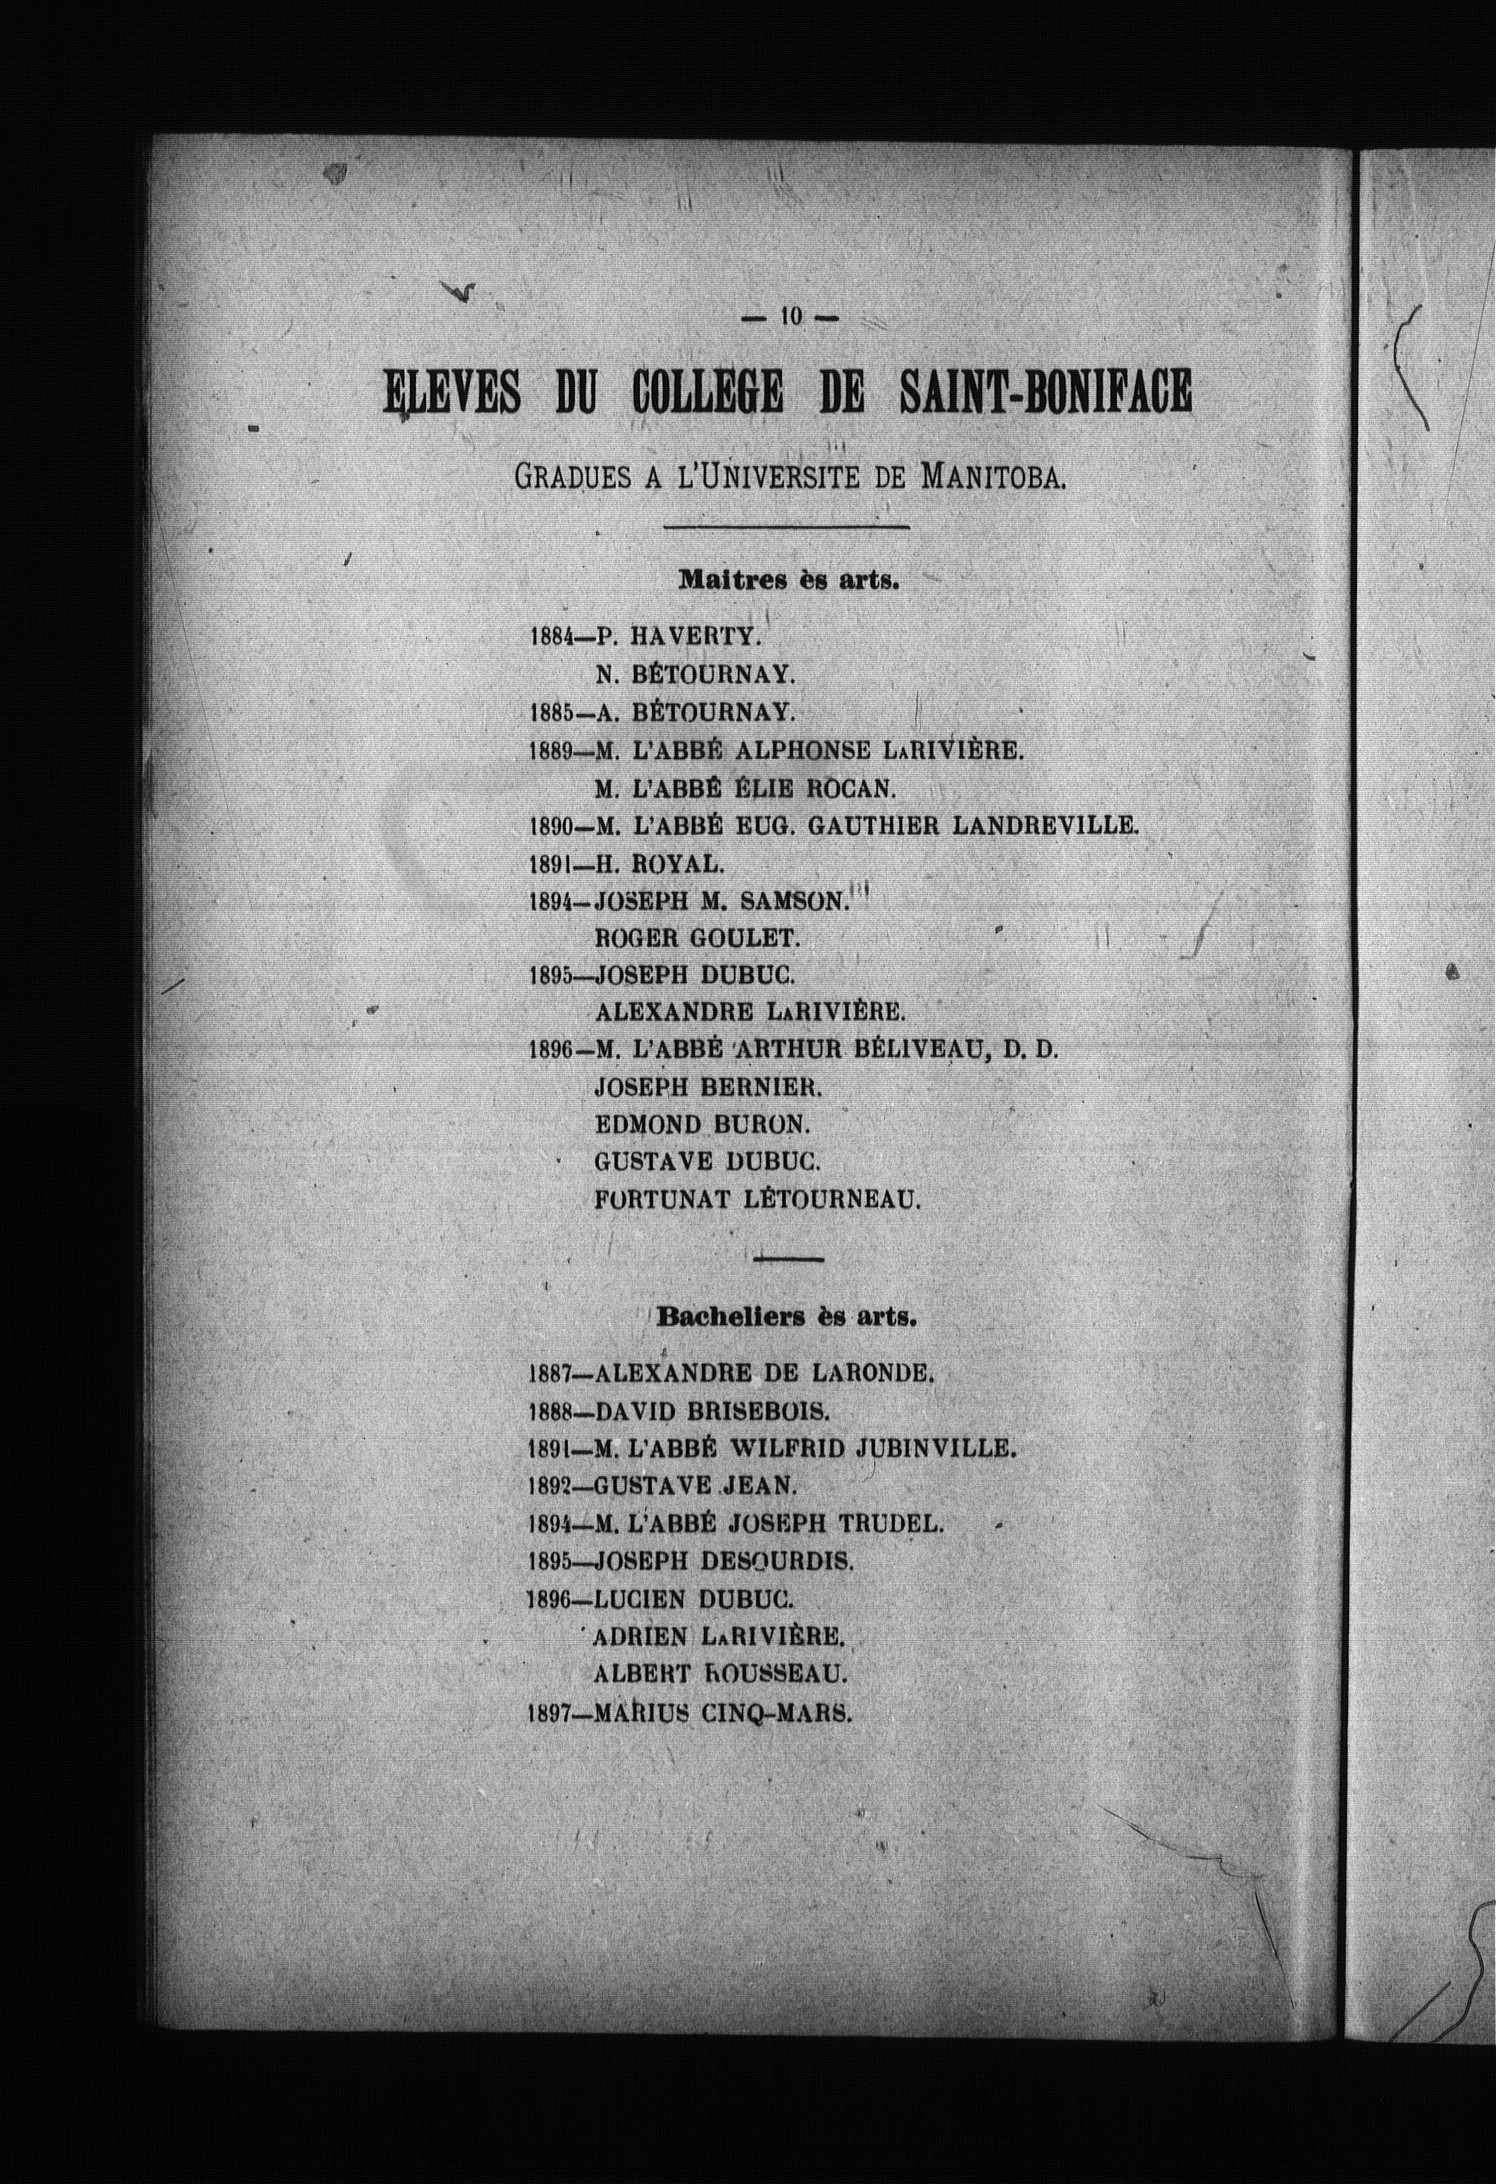 — 10 —
ELEVES DU COLLEGE DE SAINT-BONIFACE
GRADUES A L'UNIVERSITE DE MANITOBA.
Maitres ès arts.
1884—P. HAVERTY.
N. BÉTOURNAY.
1885—A. BÉTOURNAY.
1889—M. L'ABBÉ ALPHONSE LARIVIÈRE.
M. L'ABBÉ ÉLIE ROCAN.
1890—M. L'ABBÉ EUG. GAUTHIER LANDREVILLE.
1891—H. ROYAL.
1894—JOSEPH M. SAMSON.
ROGER GOULET.
1895—JOSEPH DUBUC.
ALEXANDRE LARIVIÈRE.
1896—M. L'ABBÉ ARTHUR BÉLIVEAU, D. D.
JOSEPH BERNIER.
EDMOND BURON.
GUSTAVE DUBUC.
FORTUNAT LÉTOURNEAU.
Bacheliers ès arts.
1887—ALEXANDRE DE LARONDE.
1888—DAVID BRISEBOIS.
1891—M. L'ABBÉ WILFRID JUBINVILLE.
1892—GUSTAVE JEAN.
1894—M. L'ABBÉ JOSEPH TRUDEL.
1895—JOSEPH DESOURDIS.
1896—LUCIEN DUBUC.
ADRIEN LARIVIÈRE.
ALBERT ROUSSEAU.
1897—MARIUS CINQ-MARS.